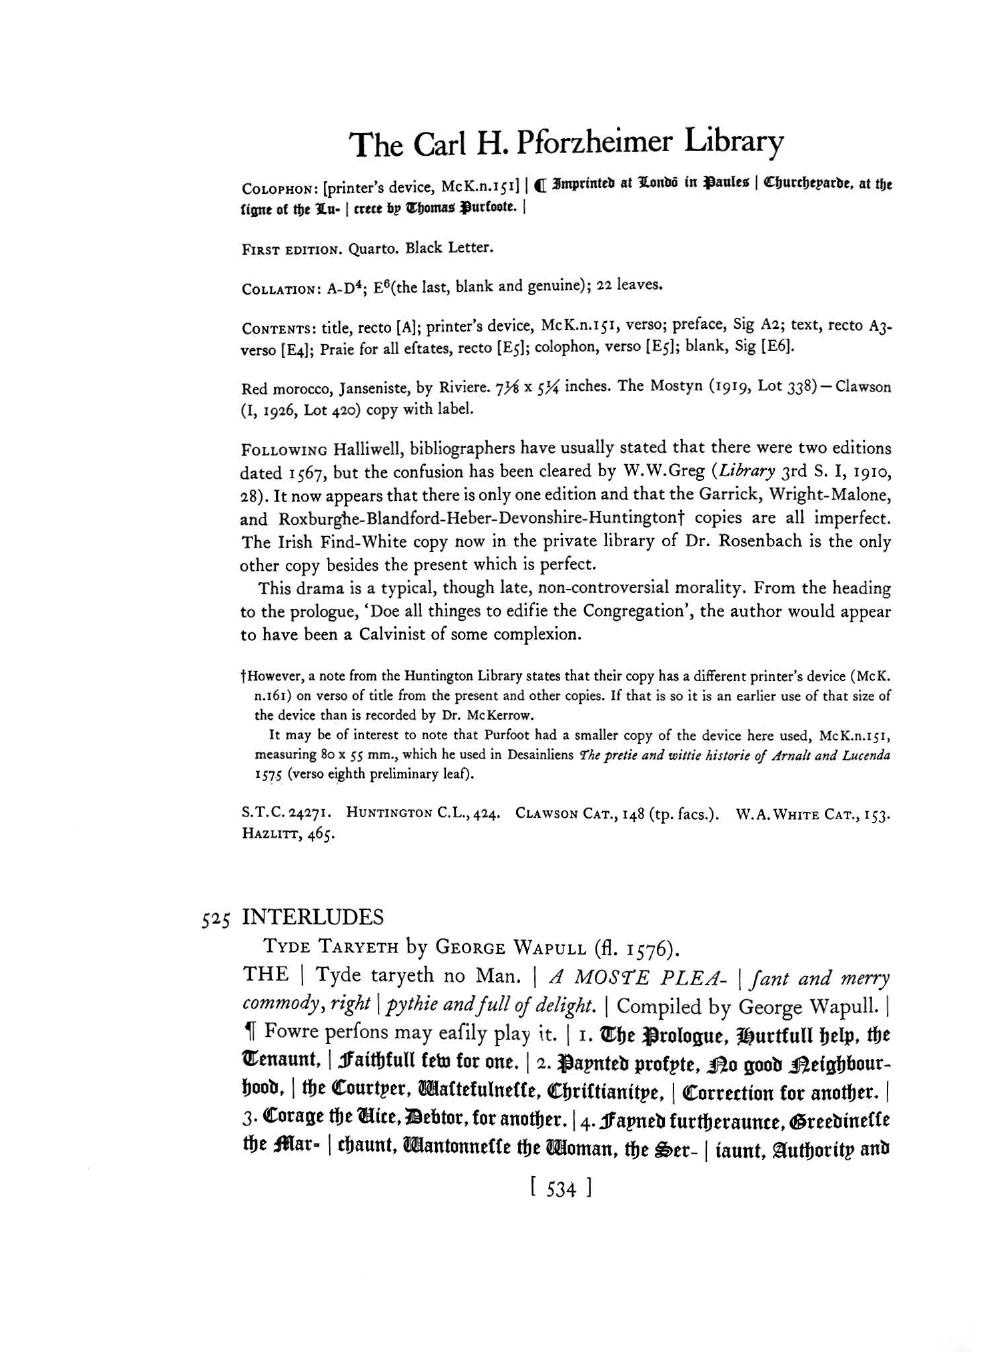 The Carl H. Pforzheimer Library
COLOPHON: [printer's device, McK.n.151] | ❡ Imprinted at Londō in Paules | Churcheyarde, at the
signe of the Lu- | crece by Thomas Purfoote. |
FIRST EDITION. Quarto. Black Letter.
COLLATION: A-D⁴; E⁶(the last, blank and genuine); 22 leaves.
CONTENTS: title, recto [A]; printer's device, McK.n.151, verso; preface, Sig A2; text, recto A3-
verso [E4]; Praie for all eſtates, recto [E5]; colophon, verso [E5]; blank, Sig [E6].
Red morocco, Janseniste, by Riviere. 7⅛ x 5¼ inches. The Mostyn (1919, Lot 338) — Clawson
(I, 1926, Lot 420) copy with label.
FOLLOWING Halliwell, bibliographers have usually stated that there were two editions
dated 1567, but the confusion has been cleared by W.W.Greg (Library 3rd S. I, 1910,
28). It now appears that there is only one edition and that the Garrick, Wright-Malone,
and Roxburghe-Blandford-Heber-Devonshire-Huntington† copies are all imperfect.
The Irish Find-White copy now in the private library of Dr. Rosenbach is the only
other copy besides the present which is perfect.
This drama is a typical, though late, non-controversial morality. From the heading
to the prologue, 'Doe all thinges to edifie the Congregation', the author would appear
to have been a Calvinist of some complexion.
†However, a note from the Huntington Library states that their copy has a different printer's device (McK.
n.161) on verso of title from the present and other copies. If that is so it is an earlier use of that size of
the device than is recorded by Dr. McKerrow.
It may be of interest to note that Purfoot had a smaller copy of the device here used, McK.n.151,
measuring 80 x 55 mm., which he used in Desainliens The pretie and wittie historie of Arnalt and Lucenda
1575 (verso eighth preliminary leaf).
S.T.C. 24271. HUNTINGTON C.L., 424. CLAWSON CAT., 148 (tp. facs.). W.A. WHITE CAT., 153.
HAZLITT, 465.
525 INTERLUDES
TYDE TARYETH by GEORGE WAPULL (fl. 1576).
THE | Tyde taryeth no Man. | A MOSTE PLEA- | ſant and merry
commody, right | pythie and full of delight. | Compiled by George Wapull. |
¶ Fowre perſons may eaſily play it. | 1. The Prologue, Hurtfull help, the
Tenaunt, | Faithfull few for one. | 2. Paynted profyte, No good Neighbour-
hood, | the Courtyer, Waſtefulneſſe, Chriſtianitye, | Correction for another. |
3. Corage the Vice, Debtor, for another. | 4. Fayned furtheraunce, Greedineſſe
the Mar- | chaunt, Wantonneſſe the Woman, the Ser- | iaunt, Authority and
[ 534 ]